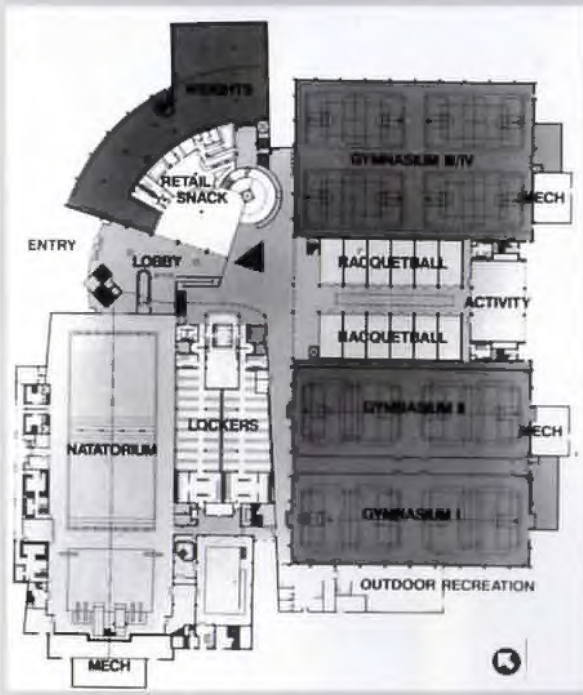 WEIGHTS
GYMNASIUM III/IV
RETAIL
SNACK
MECH
ENTRY
LOBBY
RACQUETBALL
ACTIVITY
RACQUETBALL
GYMNASIUM II
LOCKERS
MECH
NATATORIUM
GYMNASIUM I
OUTDOOR RECREATION
MECH